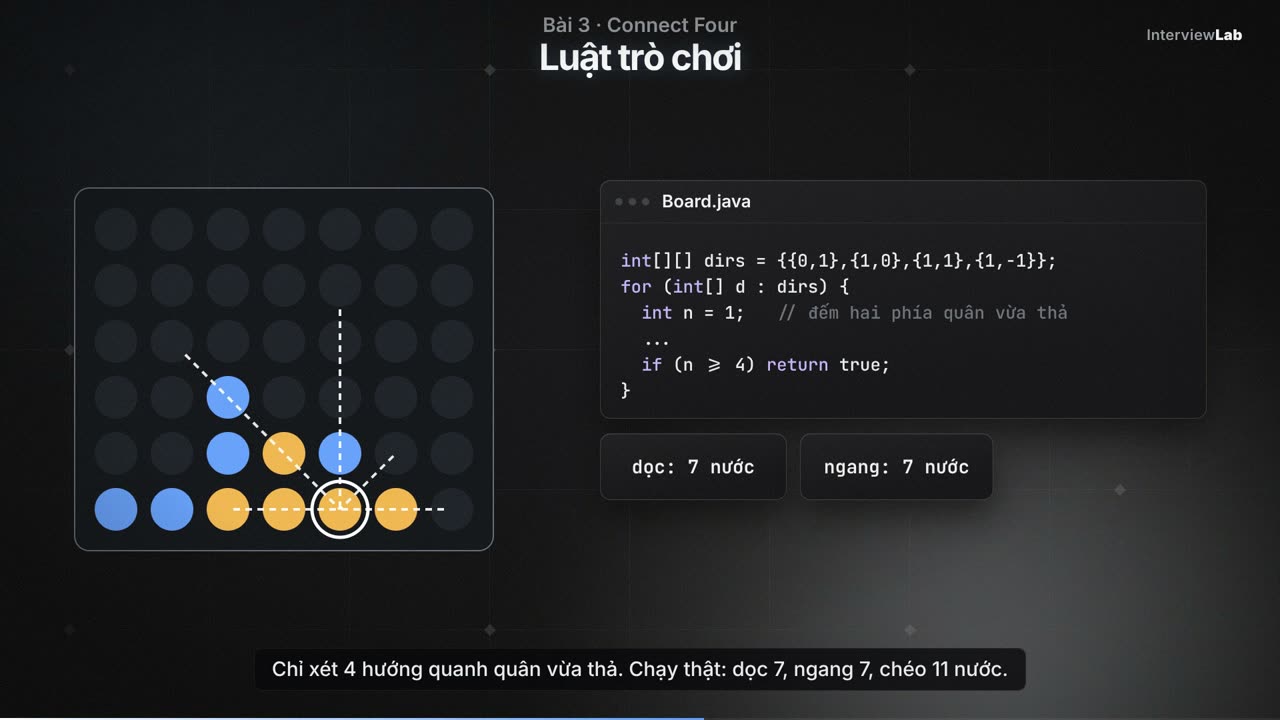 Bài 3 · Connect Four
Luật trò chơi
InterviewLab
Board.java
int[][] dirs = {{0,1},{1,0},{1,1},{1,-1}};
for (int[] d : dirs) {
int n = 1; // đếm hai phía quân vừa thả
...
if (n ⩾ 4) return true;
}
dọc: 7 nước
ngang: 7 nước
Chỉ xét 4 hướng quanh quân vừa thả. Chạy thật: dọc 7, ngang 7, chéo 11 nước.